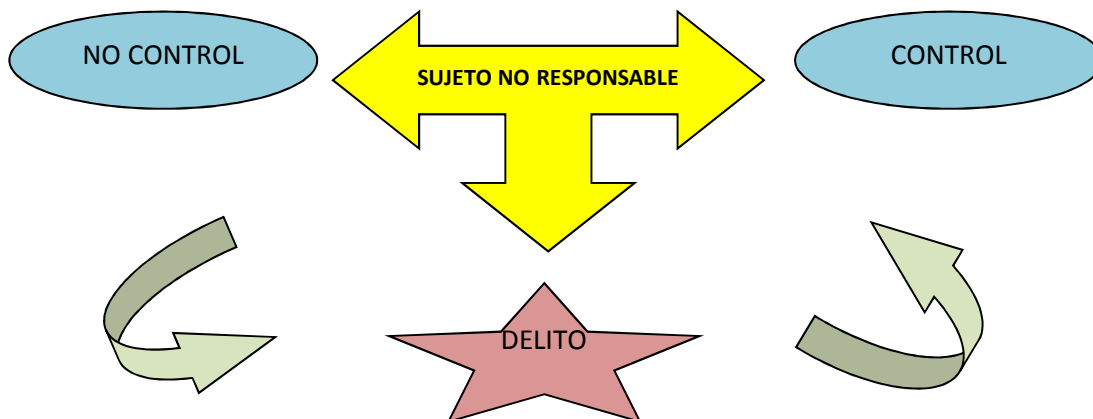 NO CONTROL
SUJETO NO RESPONSABLE
CONTROL
DELITO